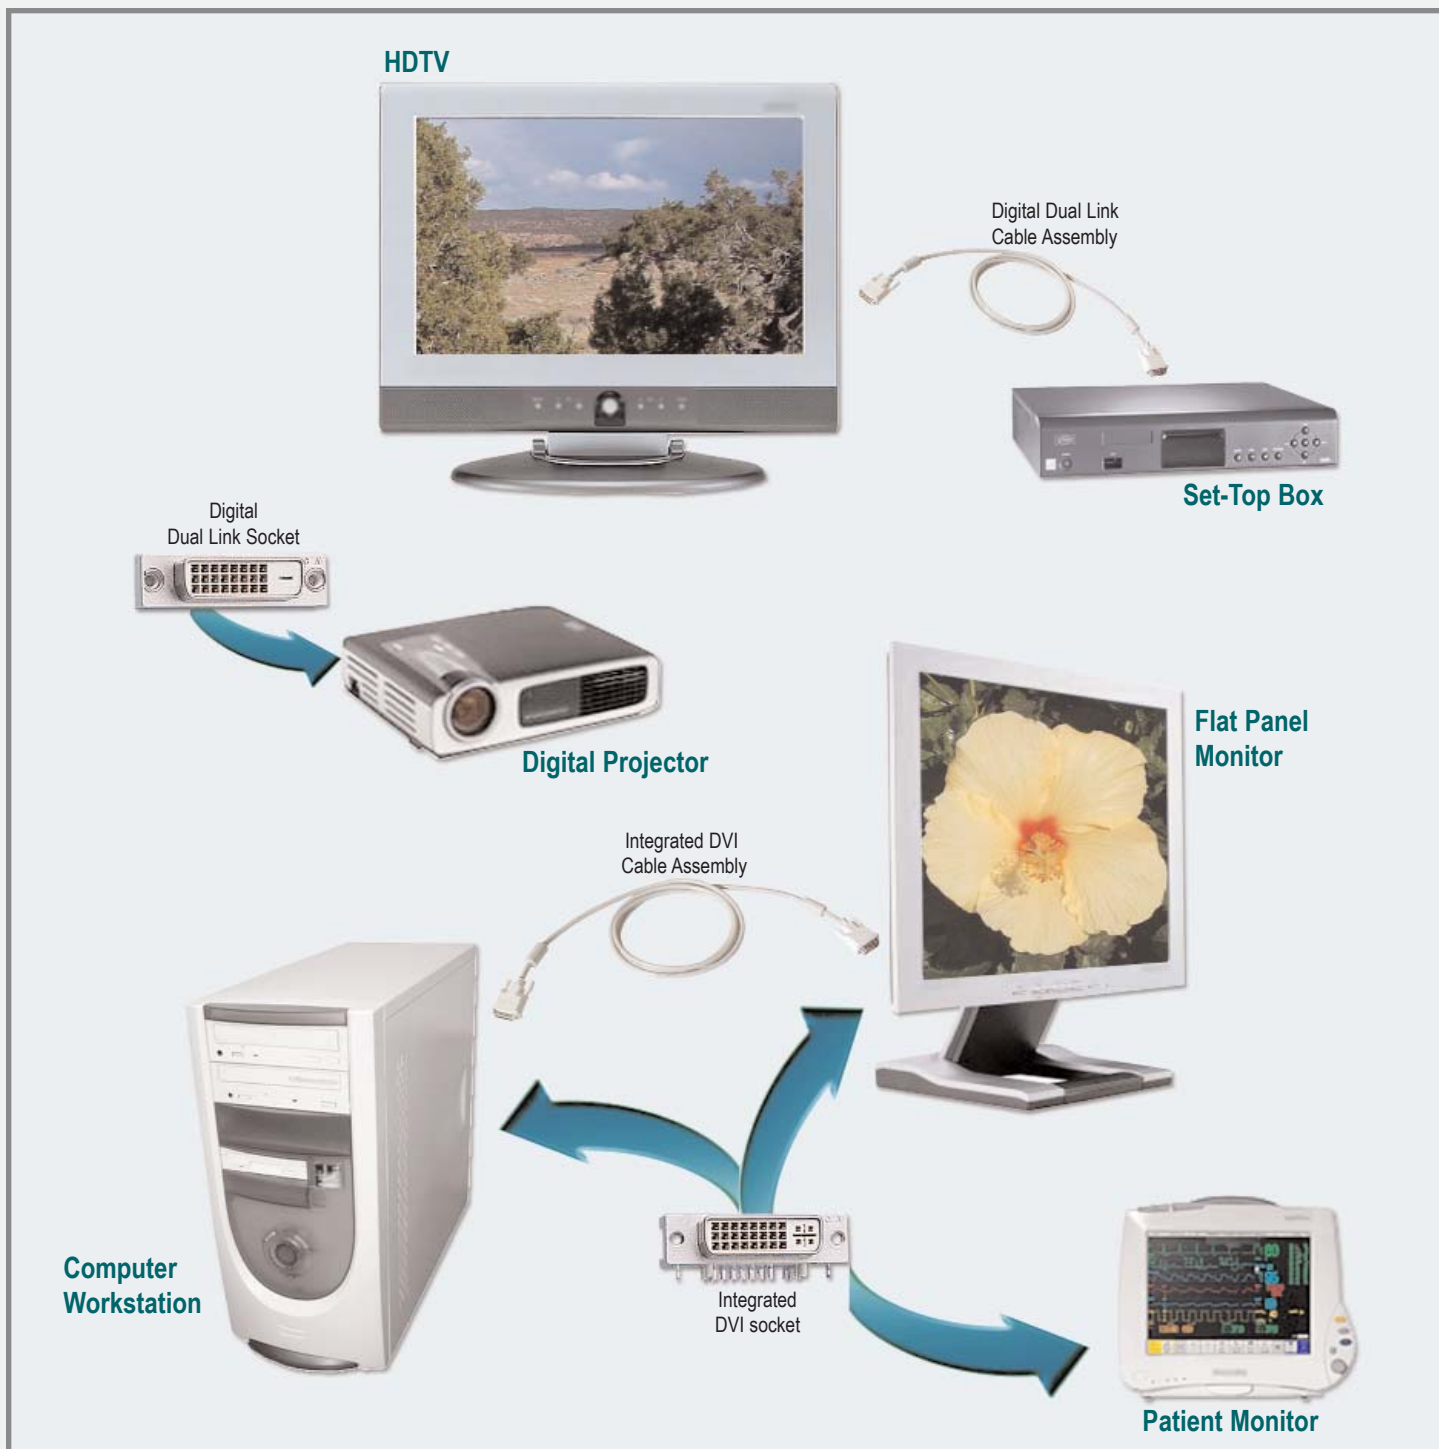 HDTV
Digital Dual Link
Cable Assembly
Set-Top Box
Digital
Dual Link Socket
Digital Projector
Flat Panel
Monitor
Integrated DVI
Cable Assembly
Computer
Workstation
Integrated
DVI socket
Patient Monitor